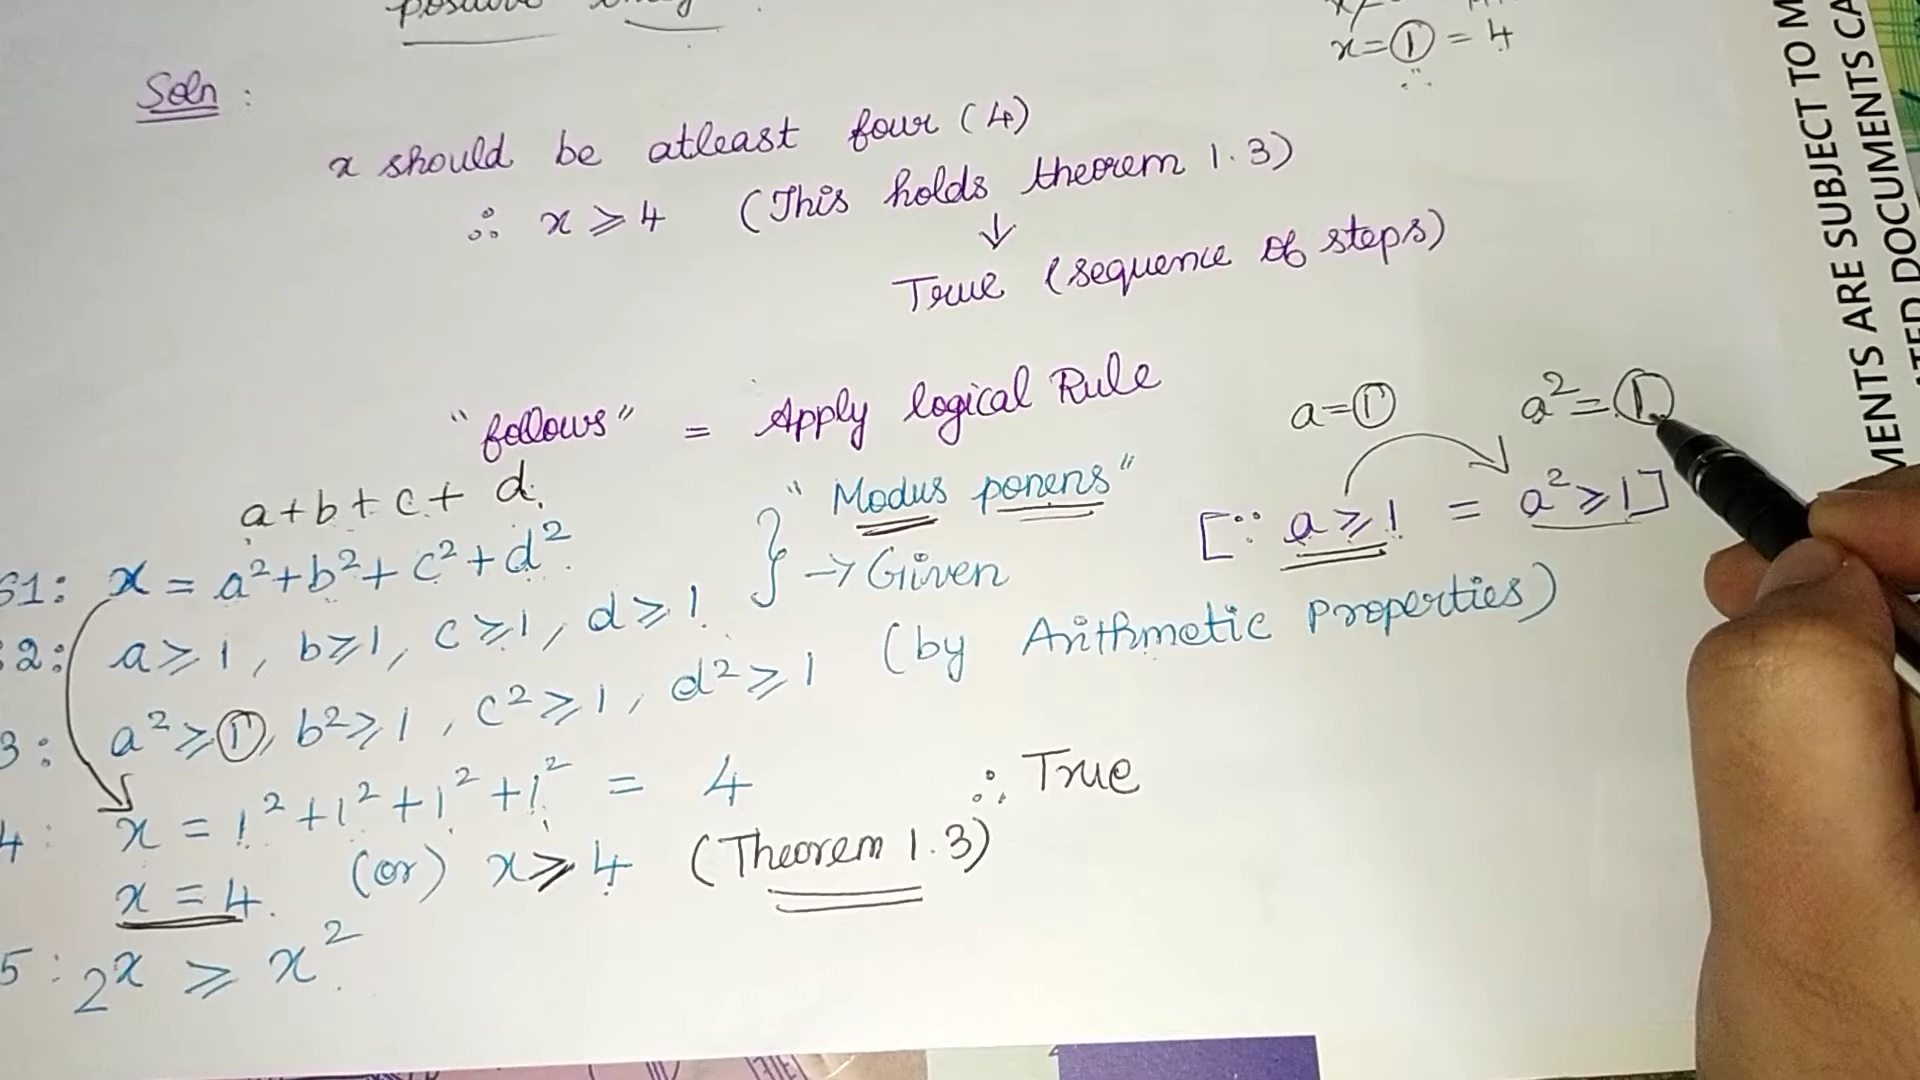 x = 1 = 4
Soln :
x should be atleast four (4)
∴ x ⩾ 4 (This holds theorem 1.3)
↓
True (sequence of steps)
"follows" = Apply logical Rule
a=1 a²=1
a+b+c+d.
"Modus ponens"
[∵ a⩾1 = a²⩾1]
S1: x = a²+b²+c²+d²
→ Given
2: a⩾1, b⩾1, c⩾1, d⩾1
3: a²⩾1, b²⩾1, c²⩾1, d²⩾1 (by Arithmetic properties)
4: x = 1²+1²+1²+1² = 4 ∴ True
x = 4. (or) x⩾4 (Theorem 1.3)
5: 2ˣ ⩾ x².
MENTS ARE SUBJECT TO M
ATED DOCUMENTS CA